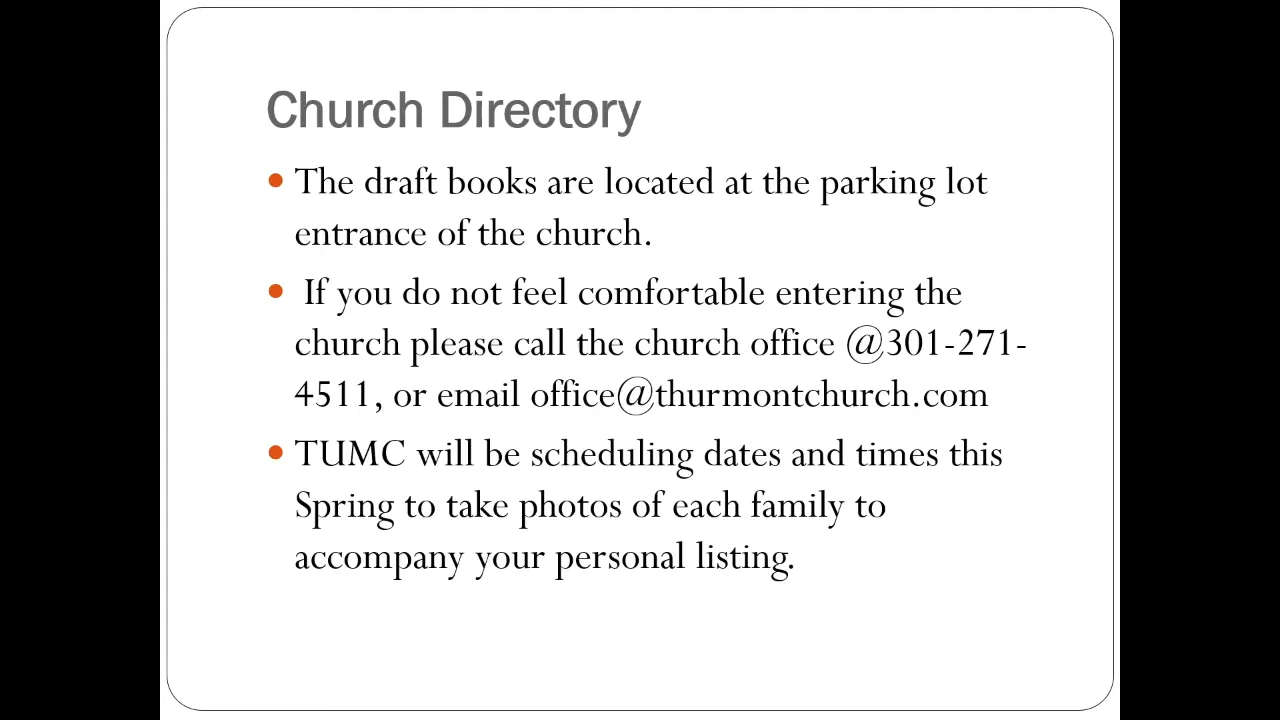 Church Directory
• The draft books are located at the parking lot
entrance of the church.
• If you do not feel comfortable entering the
church please call the church office @301-271-
4511, or email office@thurmontchurch.com
• TUMC will be scheduling dates and times this
Spring to take photos of each family to
accompany your personal listing.